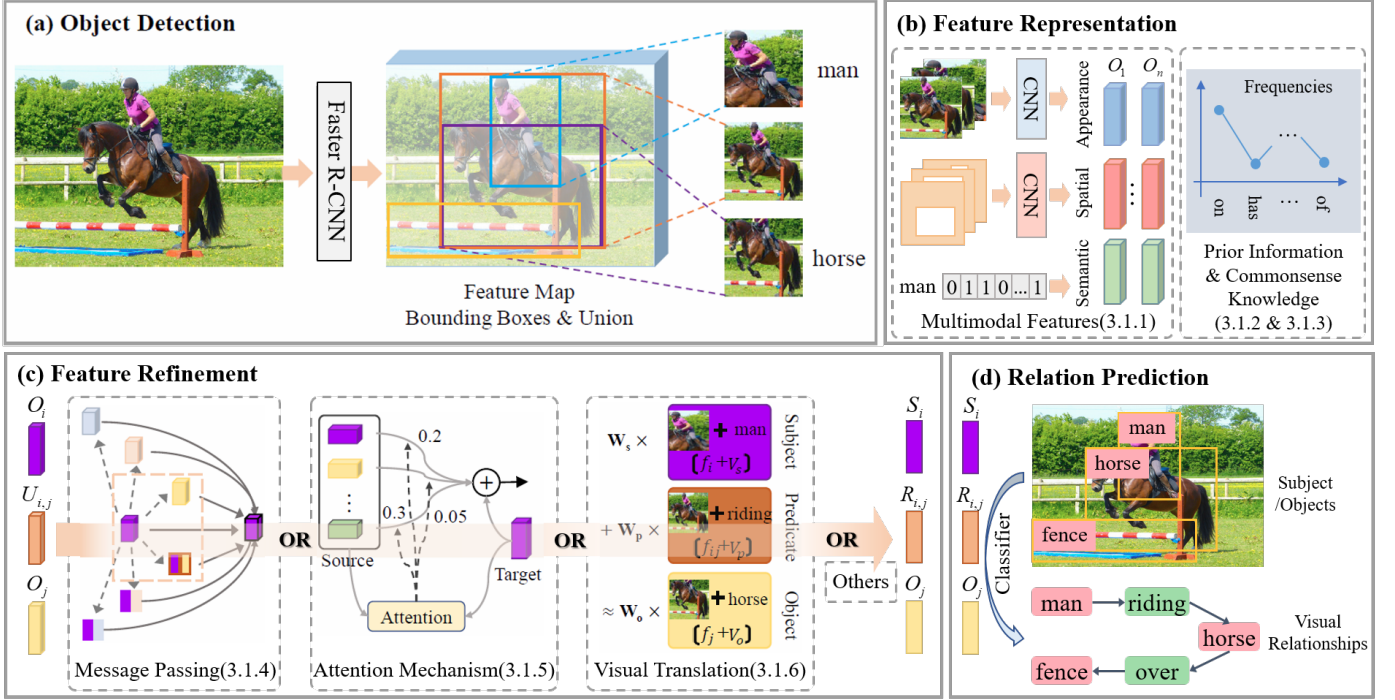 (a) Object Detection
Faster R-CNN
man
horse
Feature Map
Bounding Boxes & Union
(b) Feature Representation
CNN
Appearance
O1
On
CNN
Spatial
...
man
0 1 1 0 ... 1
Semantic
Multimodal Features(3.1.1)
Frequencies
...
on
has
...
of
Prior Information
& Commonsense
Knowledge
(3.1.2 & 3.1.3)
(c) Feature Refinement
Oi
Ui,j
Oj
Message Passing(3.1.4)
OR
...
Source
0.2
0.3
0.05
+
Target
Attention
Attention Mechanism(3.1.5)
OR
Ws ×
+ man
(fi+Vs)
Subject
+ Wp ×
+ riding
(fij+Vp)
Predicate
≈ Wo ×
+ horse
(fj+Vo)
Object
Visual Translation(3.1.6)
OR
Others
Si
Ri,j
Oj
(d) Relation Prediction
Si
Ri,j
Oj
Classifier
man
horse
fence
Subject
/Objects
man
riding
horse
fence
over
Visual
Relationships